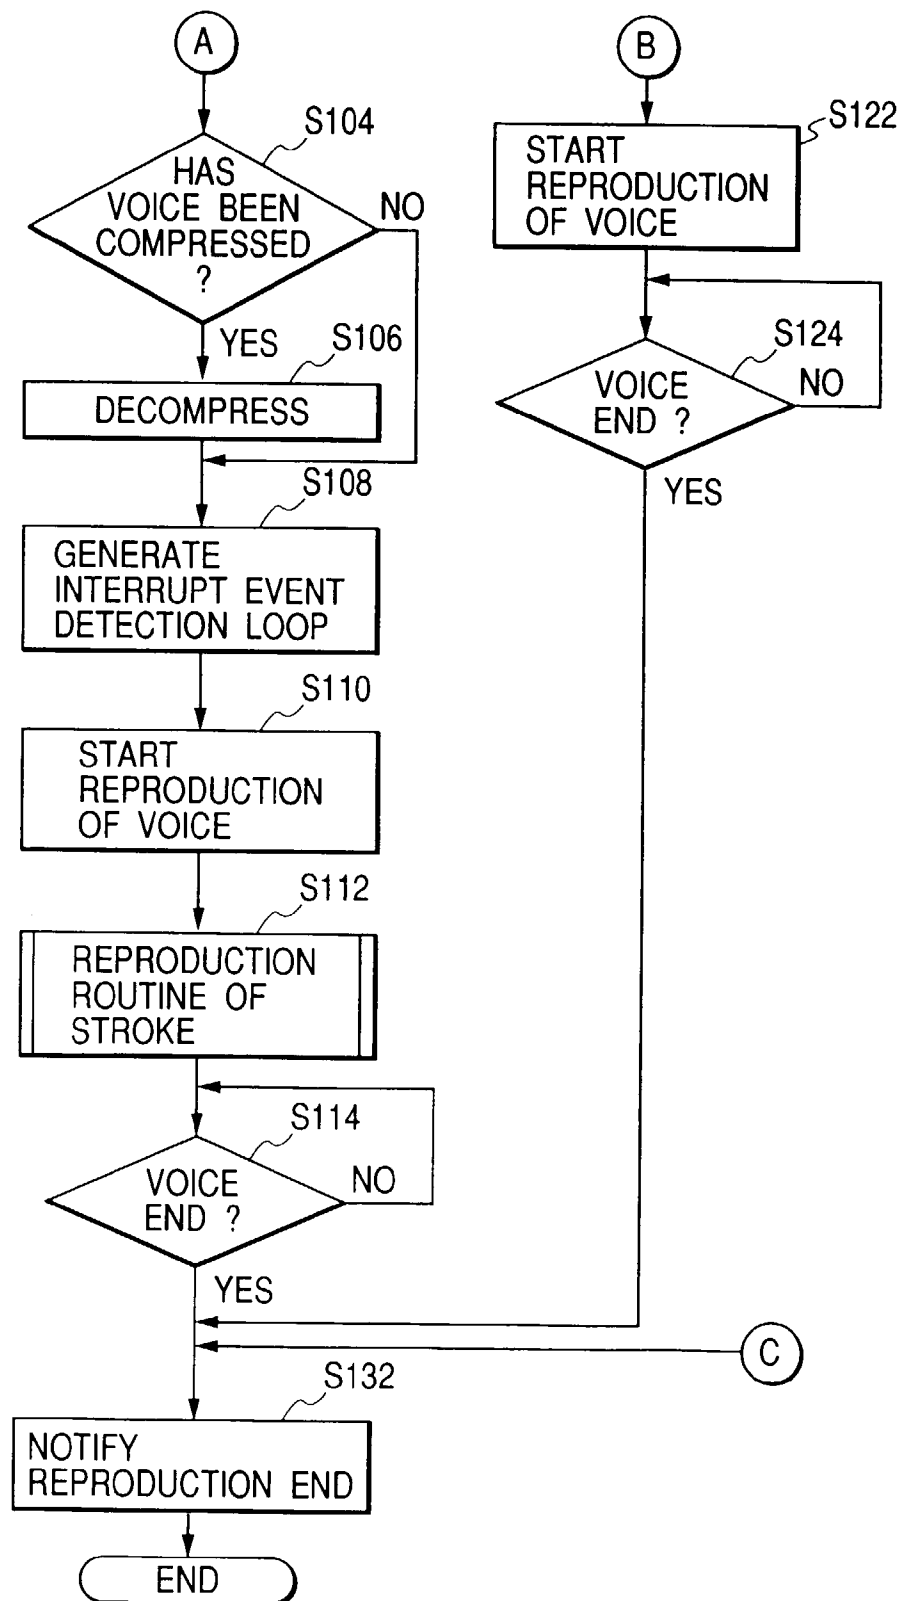 A
S104
HAS
VOICE BEEN
COMPRESSED
?
NO
YES
S106
DECOMPRESS
S108
GENERATE
INTERRUPT EVENT
DETECTION LOOP
S110
START
REPRODUCTION
OF VOICE
S112
REPRODUCTION
ROUTINE OF
STROKE
S114
VOICE
END ?
NO
YES
B
S122
START
REPRODUCTION
OF VOICE
S124
VOICE
END ?
NO
YES
C
S132
NOTIFY
REPRODUCTION END
END